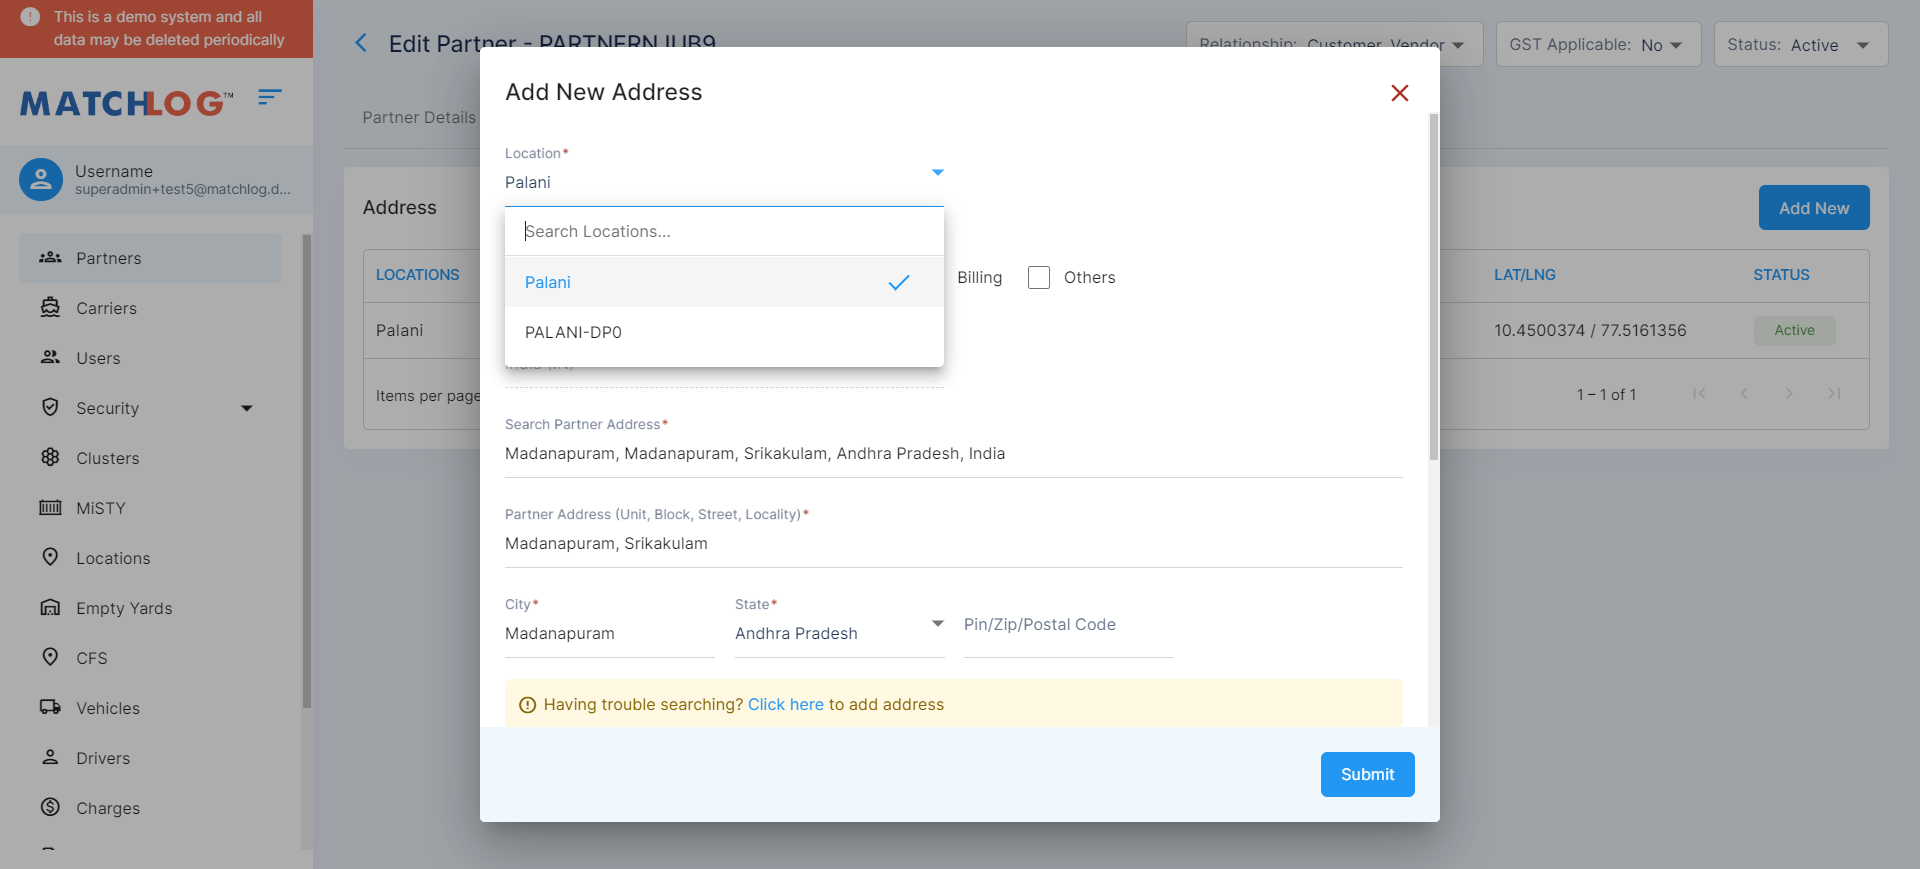 This is a demo system and all
data may be deleted periodically
MATCHLOG™
Username
superadmin+test5@matchlog.d...
Partners
Carriers
Users
Security
Clusters
MiSTY
Locations
Empty Yards
CFS
Vehicles
Drivers
Charges
Edit Partner - PARTNERNJUB9
Relationship: Customer, Vendor
GST Applicable: No
Status: Active
Partner Details
Address
Add New
LOCATIONS
LAT/LNG
STATUS
Palani
10.4500374 / 77.5161356
Active
Items per page
1 – 1 of 1
Add New Address
Location*
Palani
Search Locations...
Palani
PALANI-DP0
Billing
Others
India (IN)
Search Partner Address*
Madanapuram, Madanapuram, Srikakulam, Andhra Pradesh, India
Partner Address (Unit, Block, Street, Locality)*
Madanapuram, Srikakulam
City*
State*
Madanapuram
Andhra Pradesh
Pin/Zip/Postal Code
Having trouble searching? Click here to add address
Submit